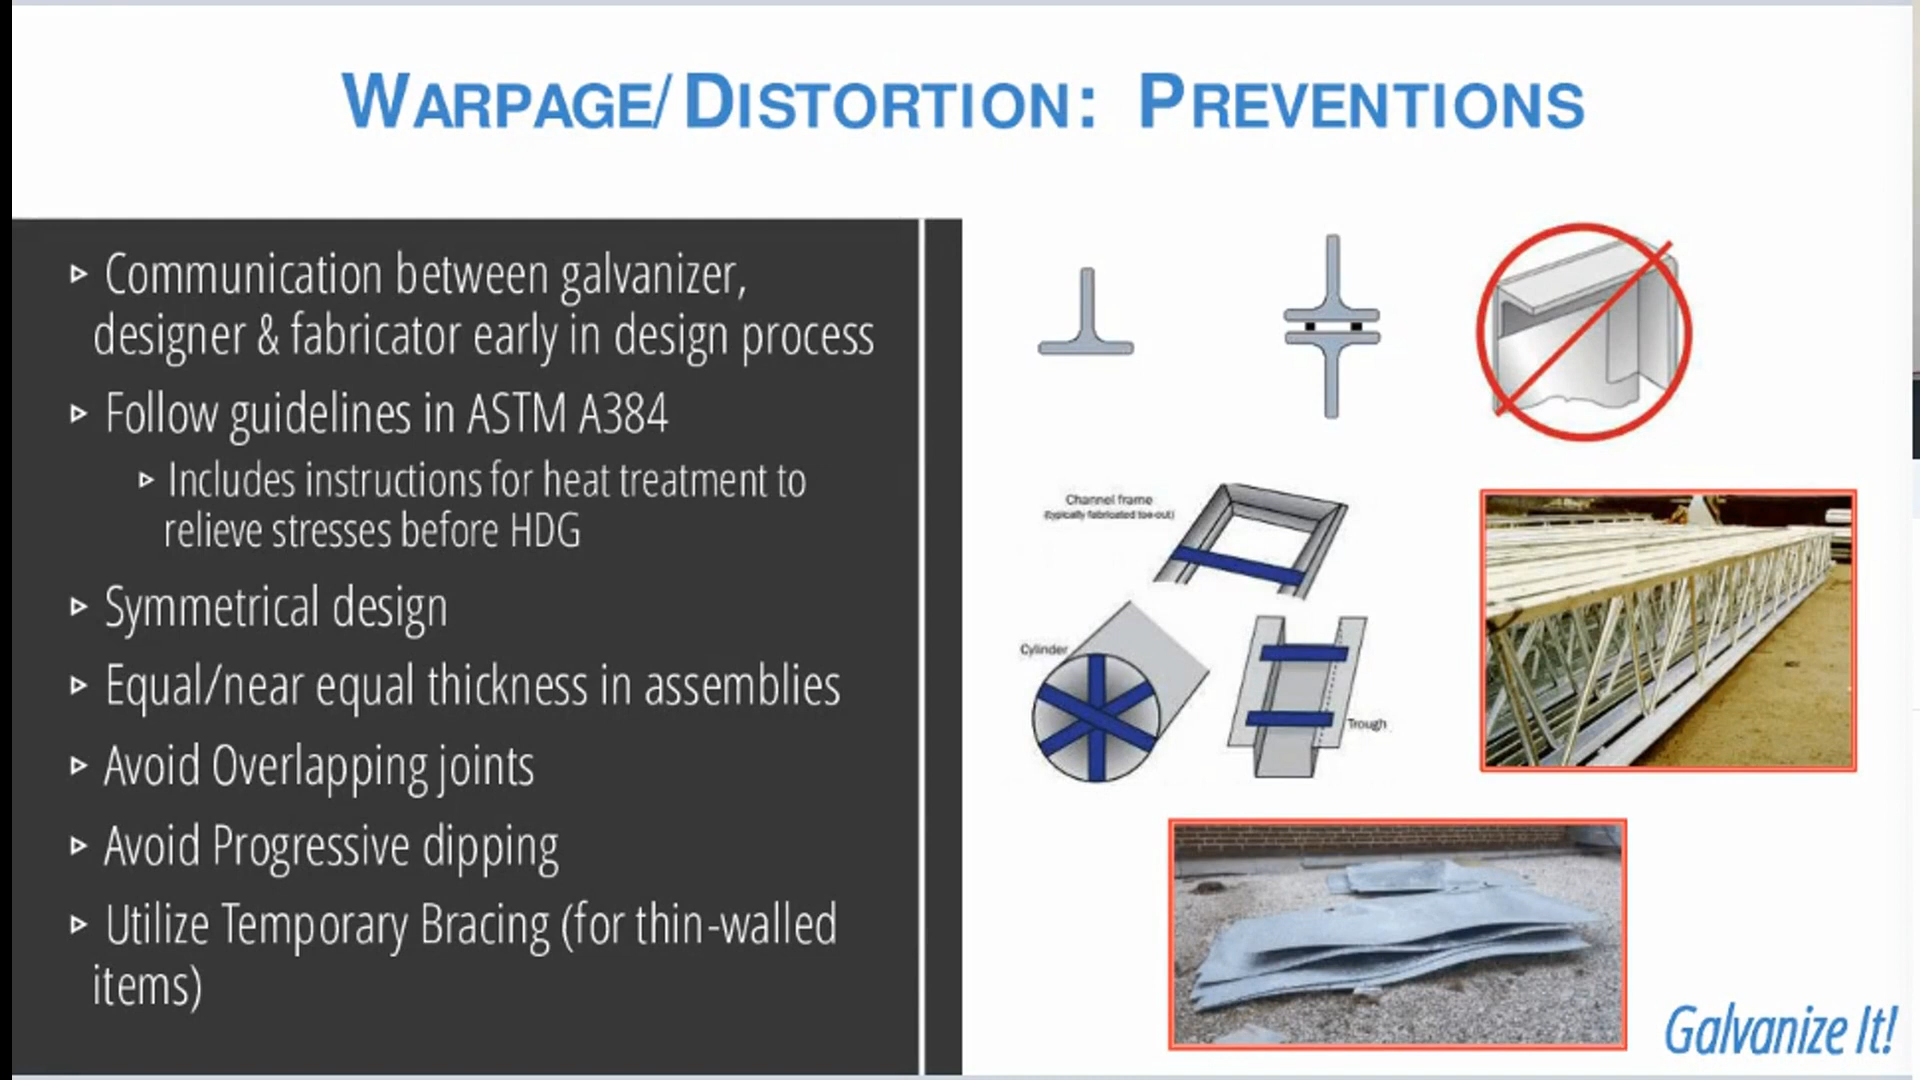 WARPAGE/DISTORTION: PREVENTIONS
▹ Communication between galvanizer,
designer & fabricator early in design process
▹ Follow guidelines in ASTM A384
▹ Includes instructions for heat treatment to
relieve stresses before HDG
▹ Symmetrical design
▹ Equal/near equal thickness in assemblies
▹ Avoid Overlapping joints
▹ Avoid Progressive dipping
▹ Utilize Temporary Bracing (for thin-walled
items)
Channel frame
(typically fabricated toe-out)
Cylinder
Trough
Galvanize It!